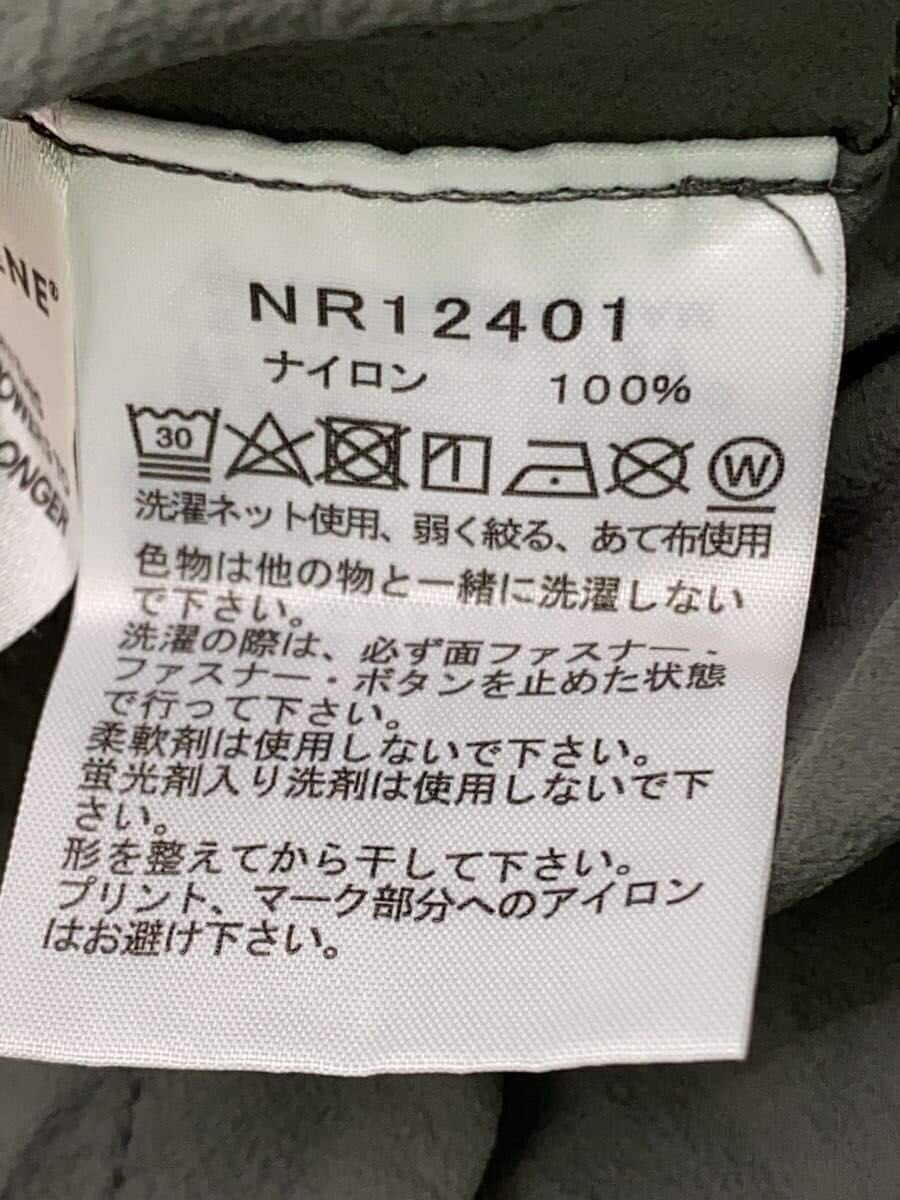 NR12401
ナイロン 100%
30
W
洗濯ネット使用、弱く絞る、あて布使用
色物は他の物と一緒に洗濯しない
で下さい。
洗濯の際は、必ず面ファスナー・
ファスナー・ボタンを止めた状態
で行って下さい。
柔軟剤は使用しないで下さい。
蛍光剤入り洗剤は使用しないで下
さい。
形を整えてから干して下さい。
プリント、マーク部分へのアイロン
はお避け下さい。
ONGER